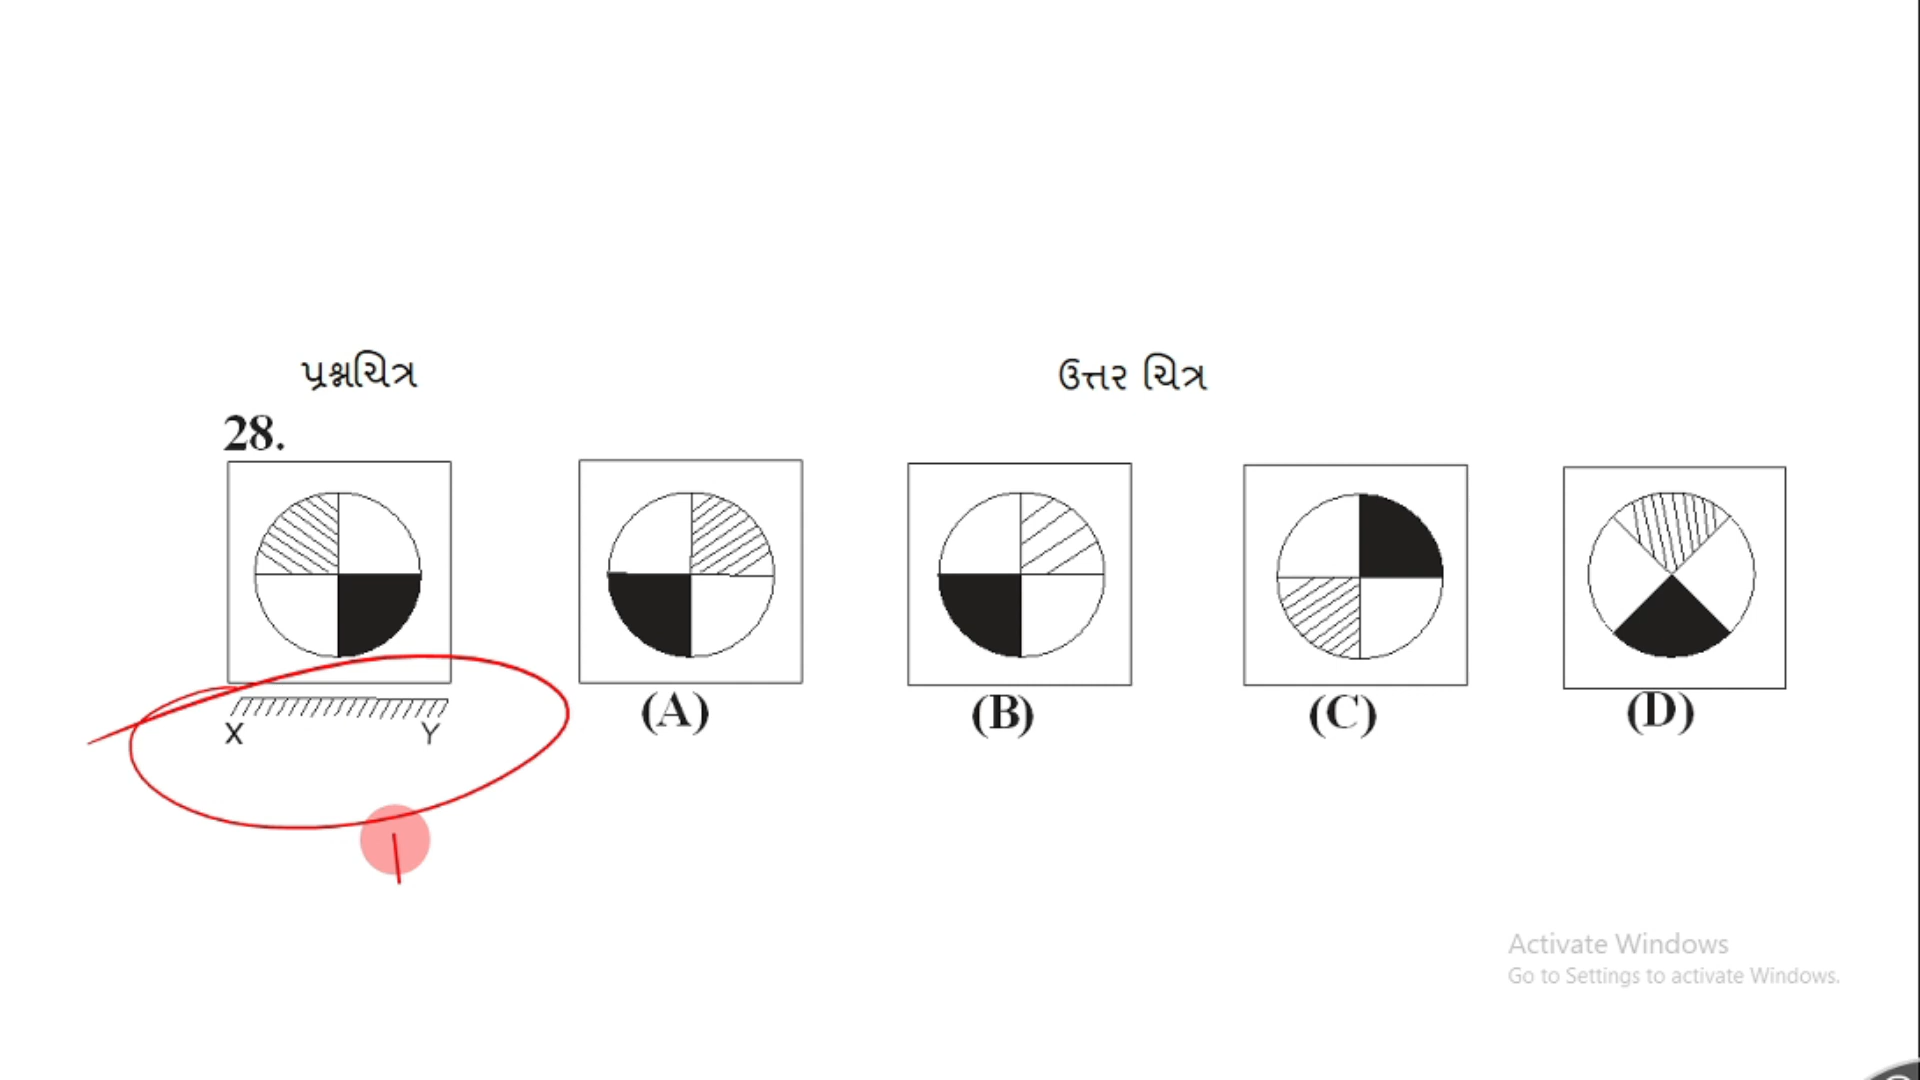 પ્રશ્નચિત્ર
ઉત્તર ચિત્ર
28.
X Y
(A) (B) (C) (D)
Activate Windows
Go to Settings to activate Windows.